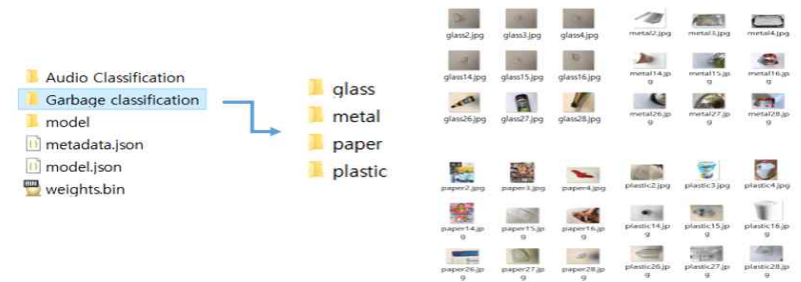 Audio Classification
Garbage classification
model
metadata.json
model.json
weights.bin
glass
metal
paper
plastic
glass2.jpg glass3.jpg glass4.jpg
glass14.jpg glass15.jpg glass16.jpg
glass26.jpg glass27.jpg glass28.jpg
metal2.jpg metal3.jpg metal4.jpg
metal14.jp metal15.jp metal16.jp
g g g
metal26.jp metal27.jp metal28.jp
g g g
paper2.jpg paper3.jpg paper4.jpg
paper14.jp paper15.jp paper16.jp
g g g
paper26.jp paper27.jp paper28.jp
g g g
plastic2.jpg plastic3.jpg plastic4.jpg
plastic14.jp plastic15.jp plastic16.jp
g g g
plastic26.jp plastic27.jp plastic28.jp
g g g